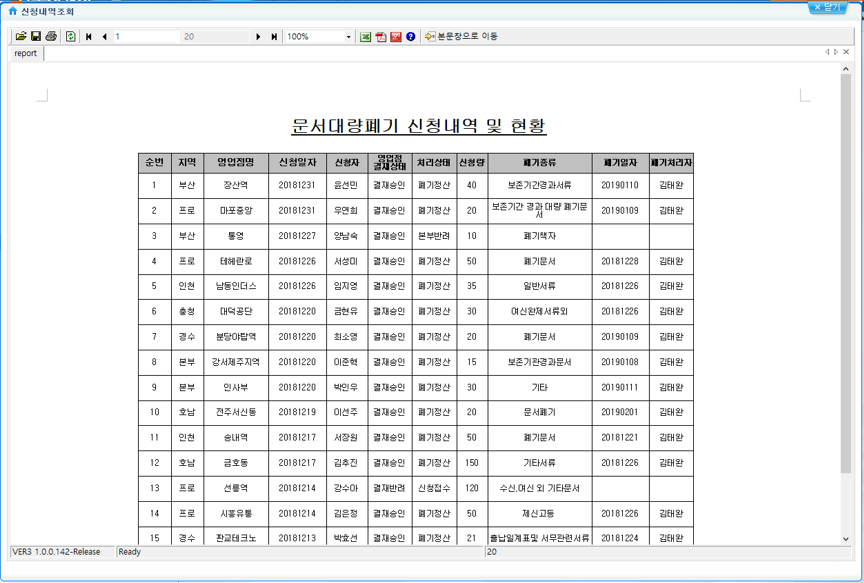 신청내역조회
× 닫기
1 20 100% 본문장으로 이동
report
문서대량폐기 신청내역 및 현황
순번 지역 영업점명 신청일자 신청자 영업점 결재상태 처리상태 신청량 폐기종류 폐기일자 폐기처리자
1 부산 장산역 20181231 윤선민 결재승인 폐기정산 40 보존기간경과서류 20190110 김태완
2 프로 마포중앙 20181231 우연희 결재승인 폐기정산 20 보존기간 경과 대량 폐기문서 20190109 김태완
3 부산 통영 20181227 양남숙 결재승인 본부반려 10 폐기책자
4 프로 테헤란로 20181226 서성미 결재승인 폐기정산 50 폐기문서 20181228 김태완
5 인천 남동인더스 20181226 임지영 결재승인 폐기정산 35 일반서류 20181226 김태완
6 충청 대덕공단 20181220 금현유 결재승인 폐기정산 30 여신완제서류외 20181226 김태완
7 경수 분당야탑역 20181220 최소영 결재승인 폐기정산 20 폐기문서 20190109 김태완
8 본부 강서제주지역 20181220 이준혁 결재승인 폐기정산 15 보존기관경과문서 20190108 김태완
9 본부 인사부 20181220 박민우 결재승인 폐기정산 30 기타 20190111 김태완
10 호남 전주서신동 20181219 이선주 결재승인 폐기정산 20 문서폐기 20190201 김태완
11 인천 송내역 20181217 서장원 결재승인 폐기정산 50 폐기문서 20181221 김태완
12 호남 금호동 20181217 김추진 결재승인 폐기정산 150 기타서류 20181226 김태완
13 프로 선릉역 20181214 강수아 결재반려 신청접수 120 수신,여신 외 기타문서
14 프로 시흥유통 20181214 김은정 결재승인 폐기정산 50 제신고등 20181226 김태완
15 경수 판교테크노 20181213 박효선 결재승인 폐기정산 21 출납일계표및 서무관련서류 20181224 김태완
VER3 1.0.0.142-Release Ready 20